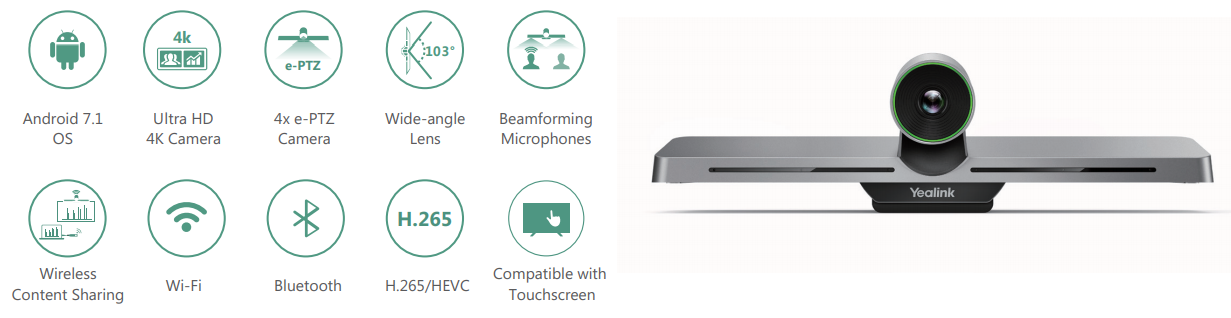 4k
e-PTZ
103°
Android 7.1
OS
Ultra HD
4K Camera
4x e-PTZ
Camera
Wide-angle
Lens
Beamforming
Microphones
H.265
Wireless
Content Sharing
Wi-Fi
Bluetooth
H.265/HEVC
Compatible with
Touchscreen
Yealink